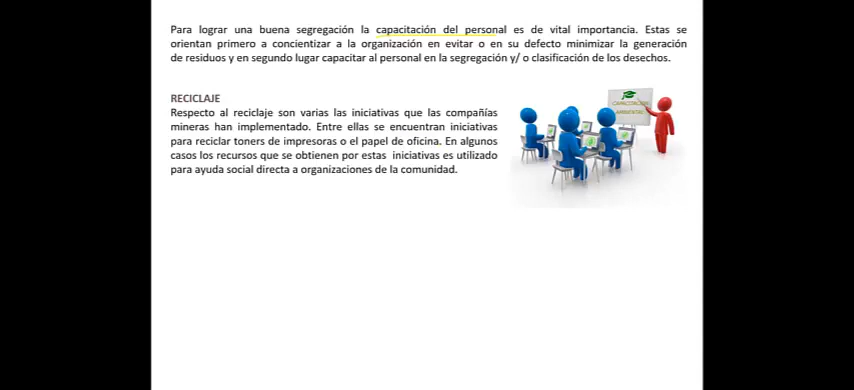 Para lograr una buena segregación la capacitación del personal es de vital importancia. Estas se
orientan primero a concientizar a la organización en evitar o en su defecto minimizar la generación
de residuos y en segundo lugar capacitar al personal en la segregación y/ o clasificación de los desechos.
RECICLAJE
Respecto al reciclaje son varias las iniciativas que las compañías
mineras han implementado. Entre ellas se encuentran iniciativas
para reciclar toners de impresoras o el papel de oficina. En algunos
casos los recursos que se obtienen por estas iniciativas es utilizado
para ayuda social directa a organizaciones de la comunidad.
CAPACITACION
AMBIENTAL